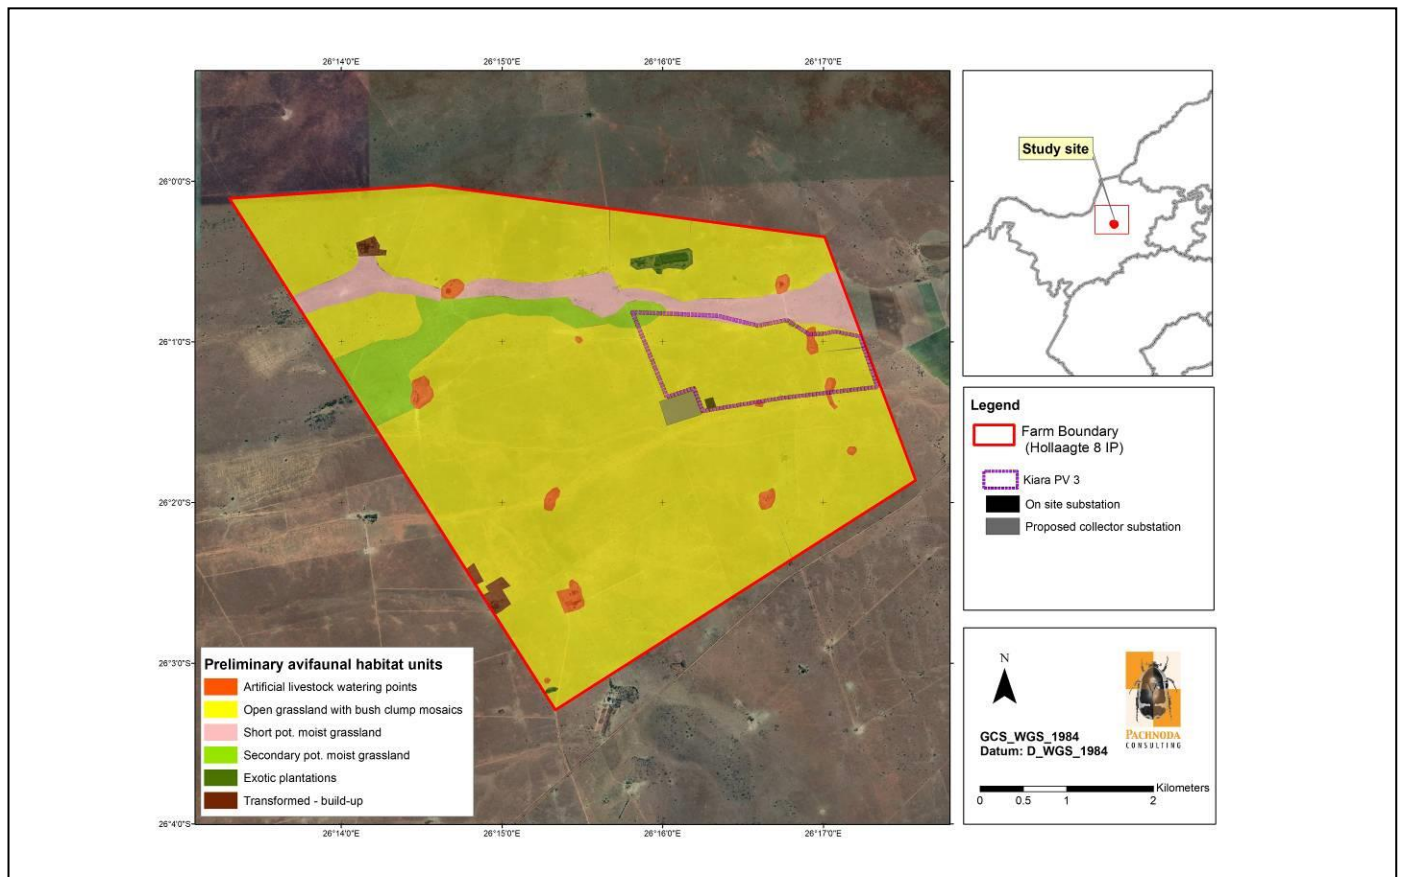 26°14'0"E
26°15'0"E
26°16'0"E
26°17'0"E
26°0'0"S
26°1'0"S
26°2'0"S
26°3'0"S
26°4'0"S
26°14'0"E
26°15'0"E
26°16'0"E
26°17'0"E
Preliminary avifaunal habitat units
Artificial livestock watering points
Open grassland with bush clump mosaics
Short pot. moist grassland
Secondary pot. moist grassland
Exotic plantations
Transformed - build-up
Study site
Legend
Farm Boundary
(Hollaagte 8 IP)
Kiara PV 3
On site substation
Proposed collector substation
N
GCS_WGS_1984
Datum: D_WGS_1984
PACHNODA
CONSULTING
Kilometers
0 0.5 1 2